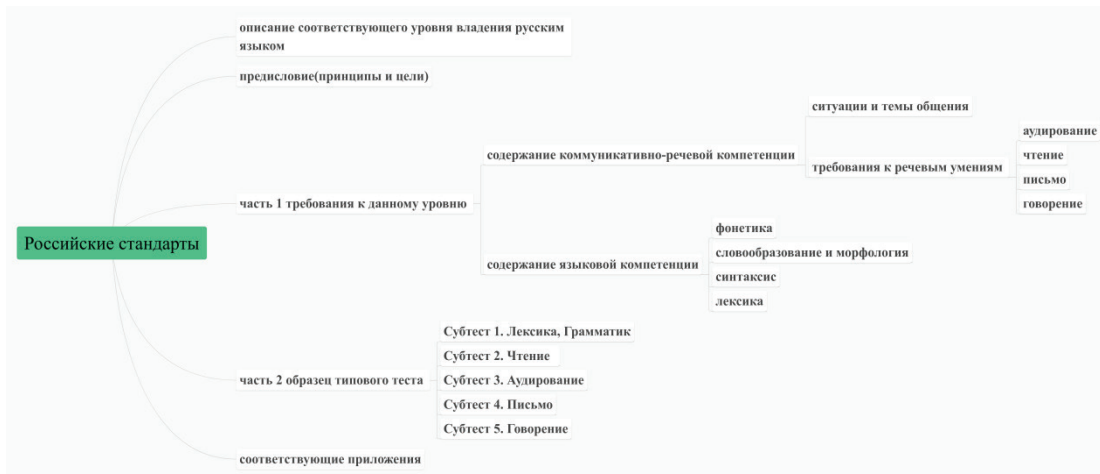 Российские стандарты
описание соответствующего уровня владения русским
языком
предисловие(принципы и цели)
часть 1 требования к данному уровню
содержание коммуникативно-речевой компетенции
ситуации и темы общения
требования к речевым умениям
аудирование
чтение
письмо
говорение
содержание языковой компетенции
фонетика
словообразование и морфология
синтаксис
лексика
часть 2 образец типового теста
Субтест 1. Лексика, Грамматик
Субтест 2. Чтение
Субтест 3. Аудирование
Субтест 4. Письмо
Субтест 5. Говорение
соответствующие приложения